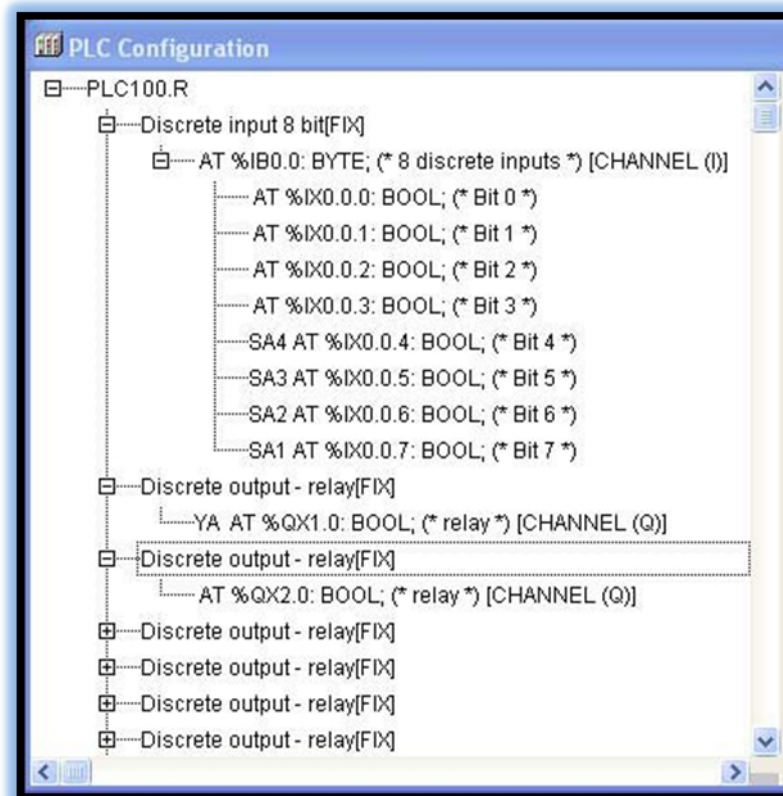 PLC Configuration
PLC100.R
Discrete input 8 bit[FIX]
AT %IB0.0: BYTE; (* 8 discrete inputs *) [CHANNEL (I)]
AT %IX0.0.0: BOOL; (* Bit 0 *)
AT %IX0.0.1: BOOL; (* Bit 1 *)
AT %IX0.0.2: BOOL; (* Bit 2 *)
AT %IX0.0.3: BOOL; (* Bit 3 *)
SA4 AT %IX0.0.4: BOOL; (* Bit 4 *)
SA3 AT %IX0.0.5: BOOL; (* Bit 5 *)
SA2 AT %IX0.0.6: BOOL; (* Bit 6 *)
SA1 AT %IX0.0.7: BOOL; (* Bit 7 *)
Discrete output - relay[FIX]
YA AT %QX1.0: BOOL; (* relay *) [CHANNEL (Q)]
Discrete output - relay[FIX]
AT %QX2.0: BOOL; (* relay *) [CHANNEL (Q)]
Discrete output - relay[FIX]
Discrete output - relay[FIX]
Discrete output - relay[FIX]
Discrete output - relay[FIX]